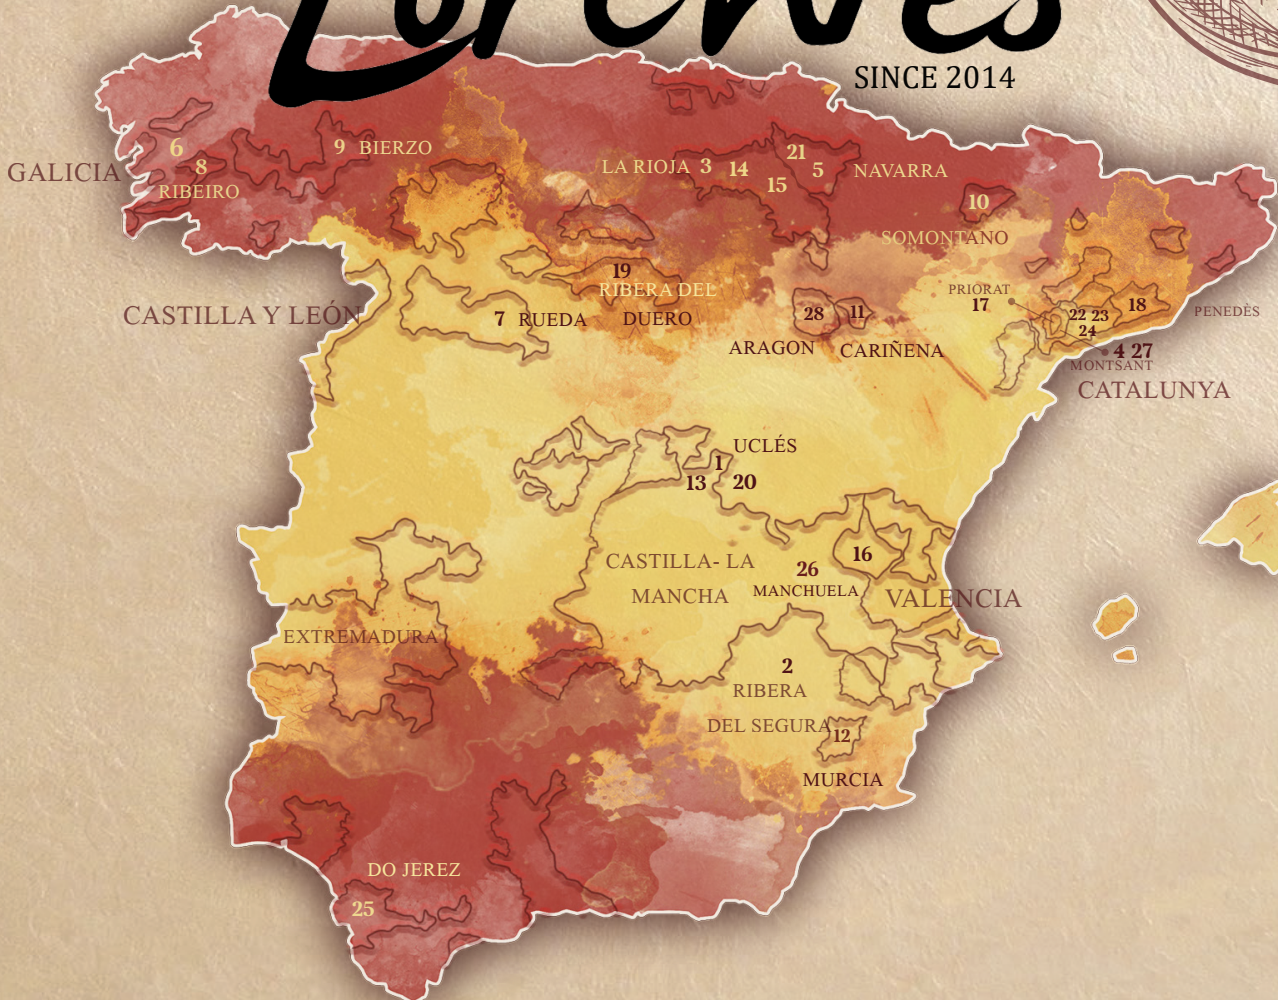 SINCE 2014
GALICIA
6
8
RIBEIRO
9 BIERZO
LA RIOJA 3 14
15
21
5
NAVARRA
10
SOMONTANO
19
RIBERA DEL
DUERO
CASTILLA Y LEÓN
7 RUEDA
28
11
ARAGON
CARIÑENA
PRIORAT
17
22 23
24
18
PENEDÈS
4 27
MONTSANT
CATALUNYA
UCLÉS
1
13
20
CASTILLA- LA
MANCHA
26
MANCHUELA
16
VALENCIA
EXTREMADURA
2
RIBERA
DEL SEGURA
12
MURCIA
DO JEREZ
25